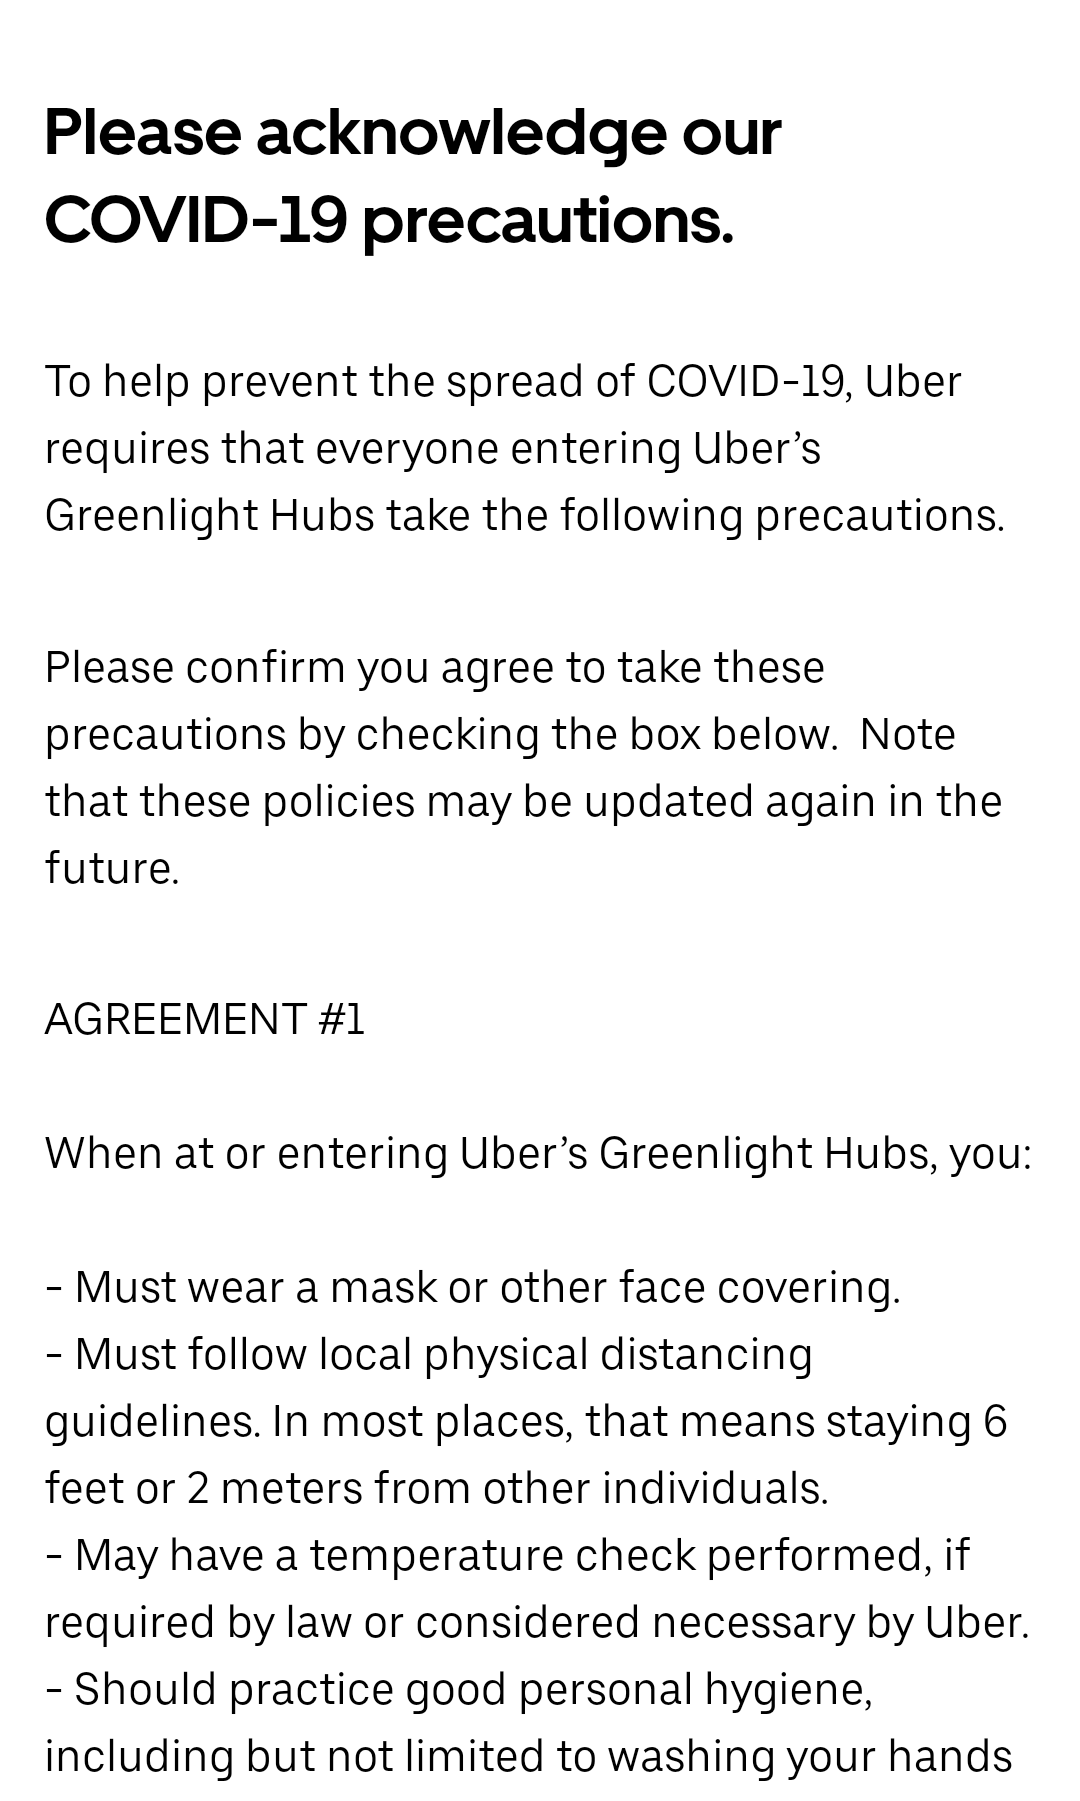 Please acknowledge our
COVID-19 precautions.
To help prevent the spread of COVID-19, Uber
requires that everyone entering Uber’s
Greenlight Hubs take the following precautions.
Please confirm you agree to take these
precautions by checking the box below.  Note
that these policies may be updated again in the
future.
AGREEMENT #1
When at or entering Uber’s Greenlight Hubs, you:
- Must wear a mask or other face covering.
- Must follow local physical distancing
guidelines. In most places, that means staying 6
feet or 2 meters from other individuals.
- May have a temperature check performed, if
required by law or considered necessary by Uber.
- Should practice good personal hygiene,
including but not limited to washing your hands